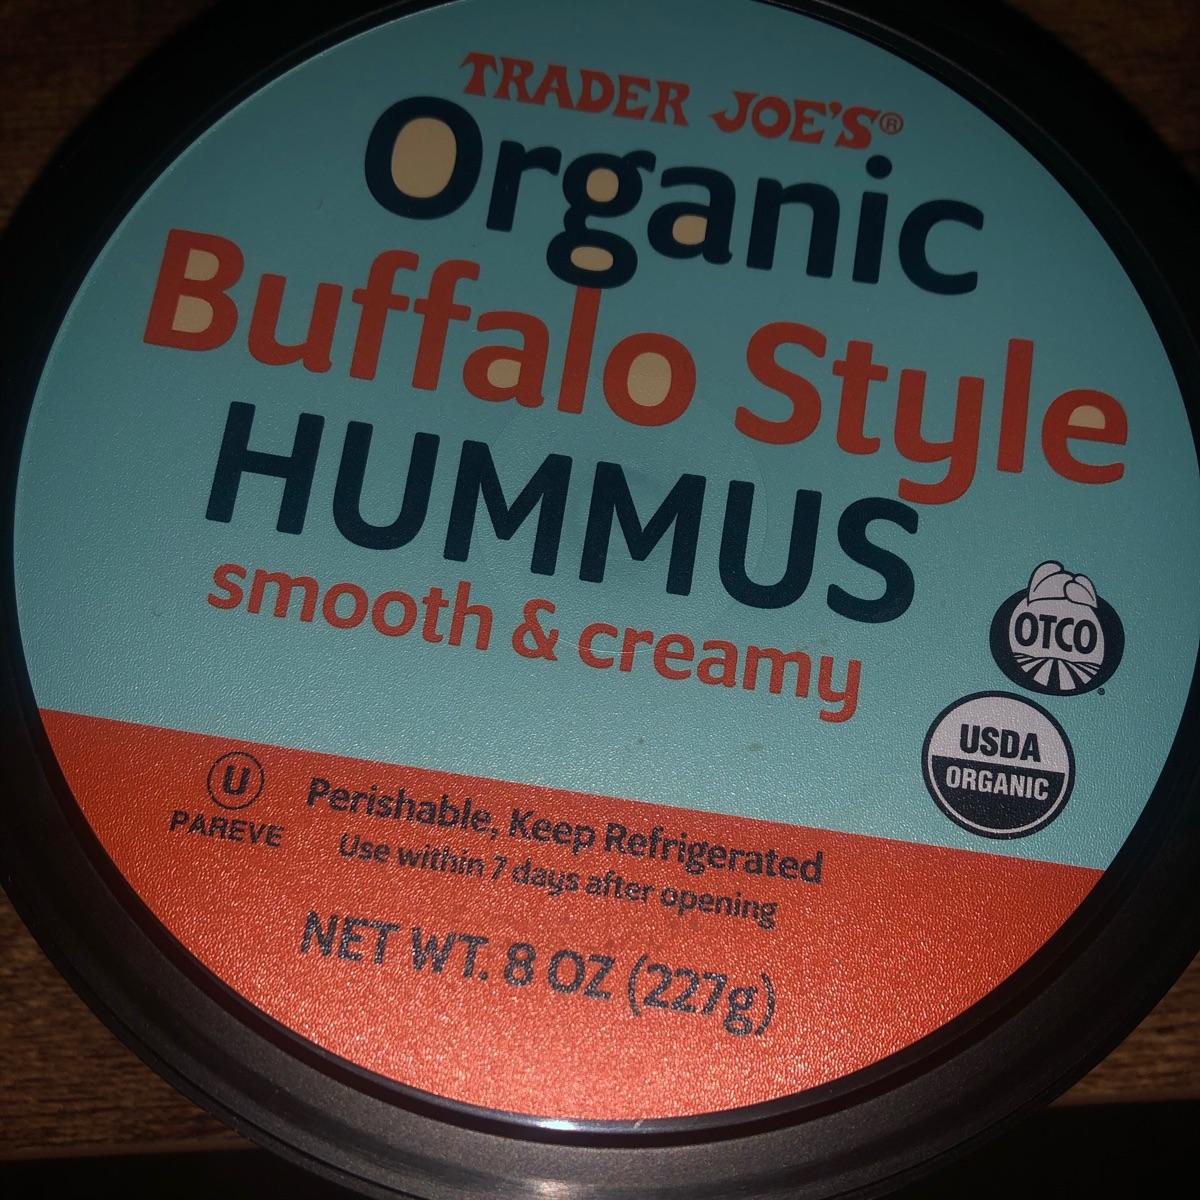 TRADER JOE'S®
Organic
Buffalo Style
HUMMUS
smooth & creamy
OTCO
USDA
ORGANIC
U
PAREVE
Perishable, Keep Refrigerated
Use within 7 days after opening
NET WT. 8 OZ (227g)